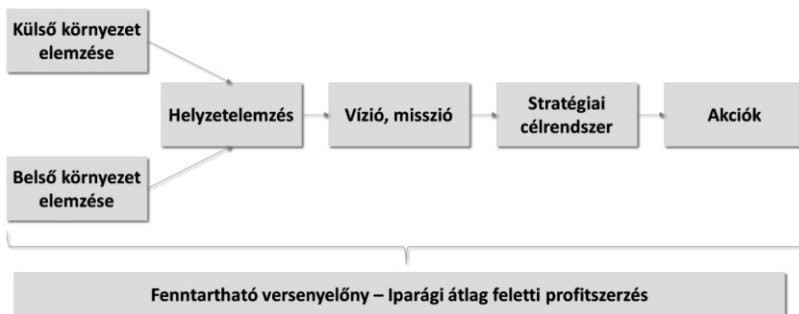 Külső környezet
elemzése
Helyzetelemzés
Vízió, misszió
Stratégiai
célrendszer
Akciók
Belső környezet
elemzése
Fenntartható versenyelőny – Iparági átlag feletti profitszerzés